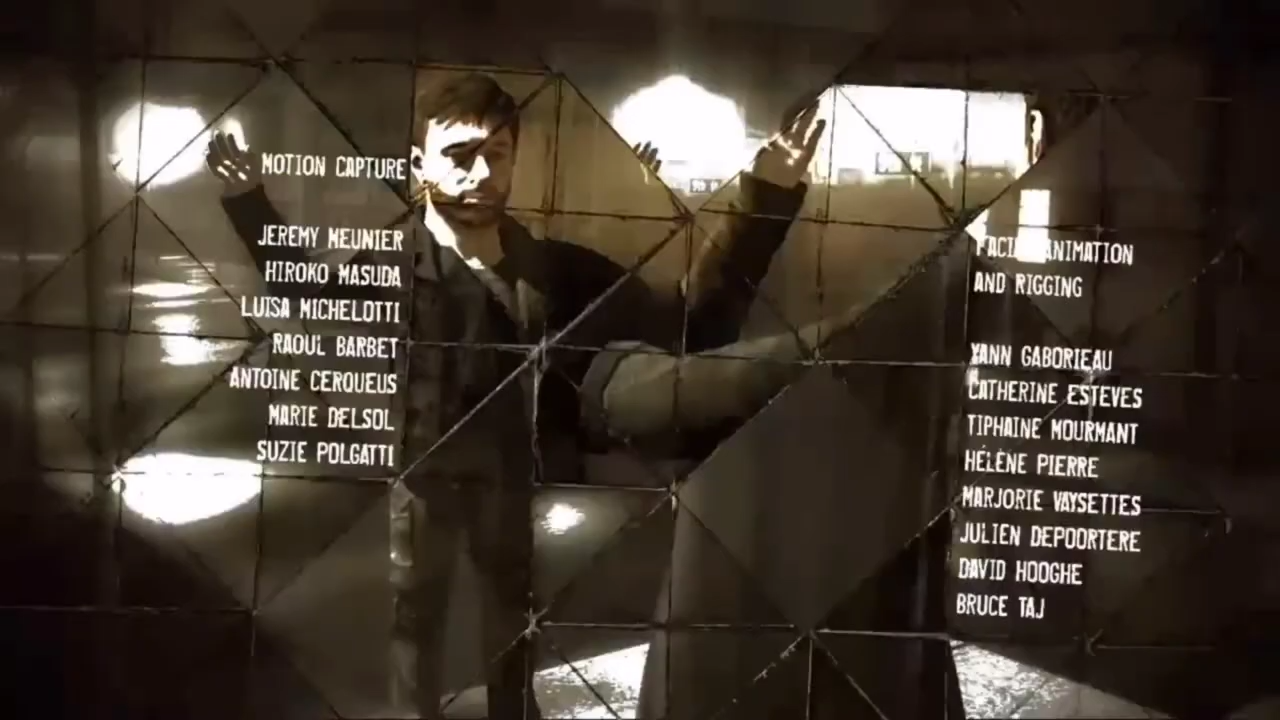 MOTION CAPTURE
JEREMY MEUNIER
HIROKO MASUDA
LUISA MICHELOTTI
RAOUL BARBET
ANTOINE CERQUEUS
MARIE DELSOL
SUZIE POLGATTI
FACIAL ANIMATION
AND RIGGING
YANN GABORIEAU
CATHERINE ESTEVES
TIPHAINE MOURMANT
HÉLÈNE PIERRE
MARJORIE VAYSETTES
JULIEN DEPOORTERE
DAVID HOOGHE
BRUCE TAJ